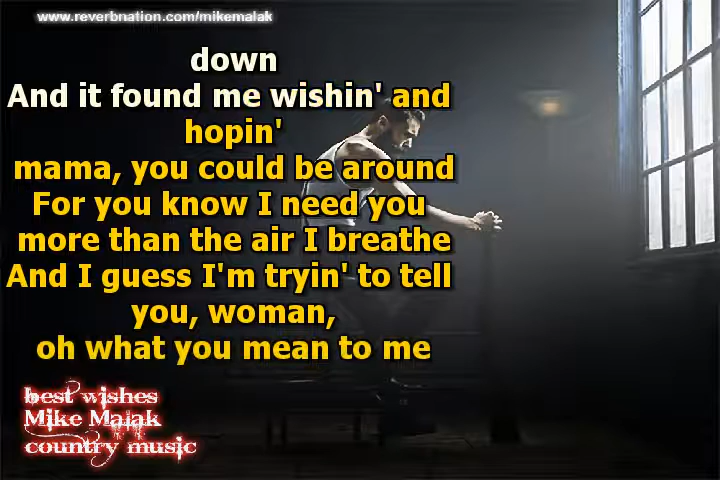 www.reverbnation.com/mikemalak
down
And it found me wishin' and
hopin'
mama, you could be around
For you know I need you
more than the air I breathe
And I guess I'm tryin' to tell
you, woman,
oh what you mean to me
best wishes
Mike Malak
country music